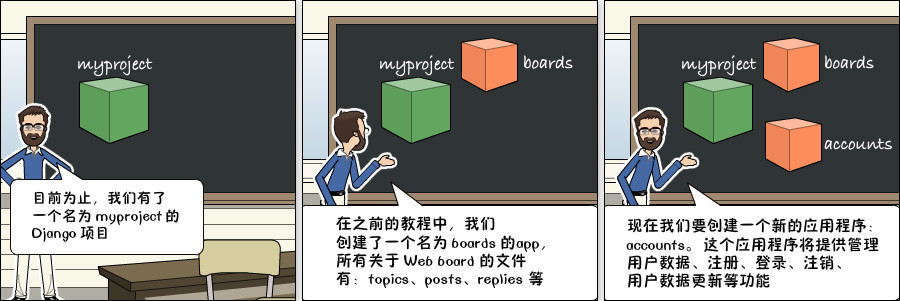 myproject
目前为止，我们有了
一个名为 myproject 的
Django 项目
myproject
boards
在之前的教程中，我们
创建了一个名为 boards 的app，
所有关于 Web board 的文件
有：topics、posts、replies 等
myproject
boards
accounts
现在我们要创建一个新的应用程序：
accounts。这个应用程序将提供管理
用户数据、注册、登录、注销、
用户数据更新等功能